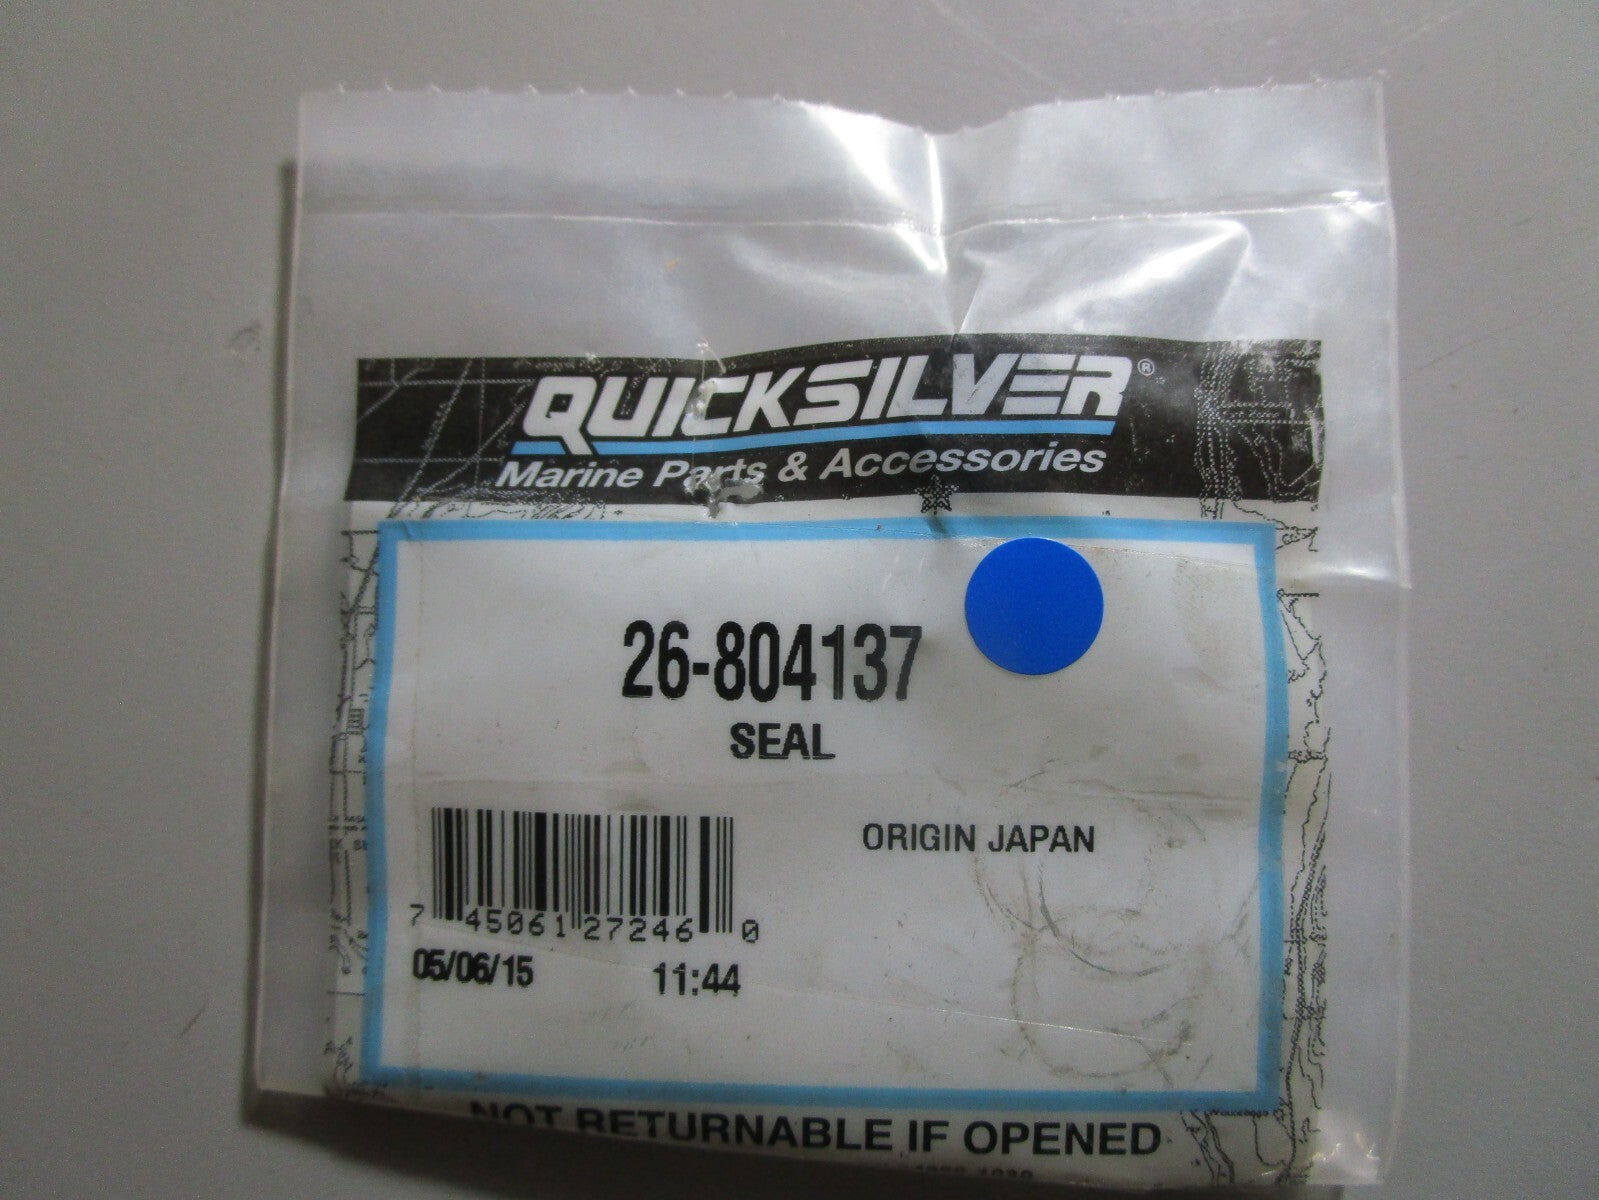 QUICKSILVER®
Marine Parts & Accessories
26-804137
SEAL
ORIGIN JAPAN
7 45061 27246 0
05/06/15 11:44
NOT RETURNABLE IF OPENED